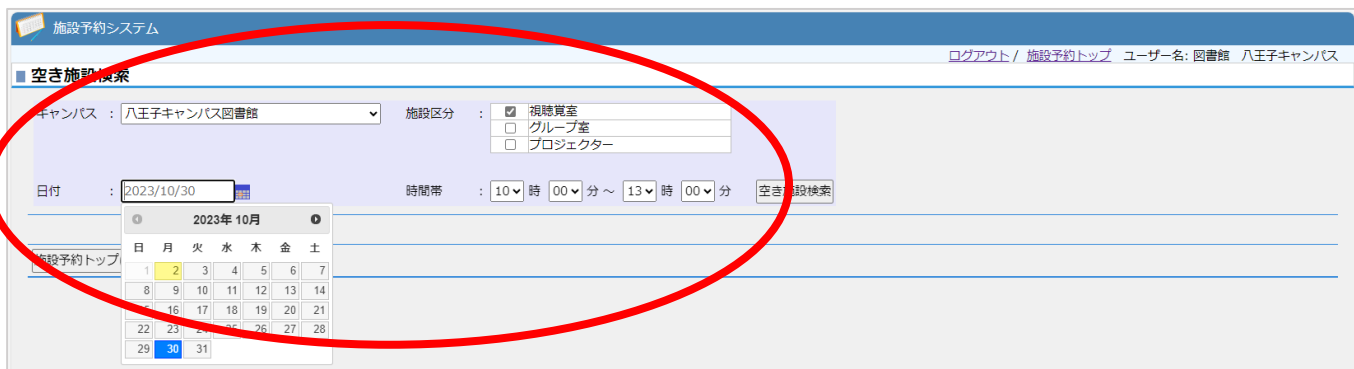 施設予約システム
ログアウト / 施設予約トップ ユーザー名: 図書館 八王子キャンパス
空き施設検索
キャンパス : 八王子キャンパス図書館 施設区分 : 視聴覚室
グループ室
プロジェクター
日付 : 2023/10/30 時間帯 : 10 時 00 分 ～ 13 時 00 分 空き施設検索
2023年 10月
日 月 火 水 木 金 土
施設予約トップ
1 2 3 4 5 6 7
8 9 10 11 12 13 14
15 16 17 18 19 20 21
22 23 24 25 26 27 28
29 30 31